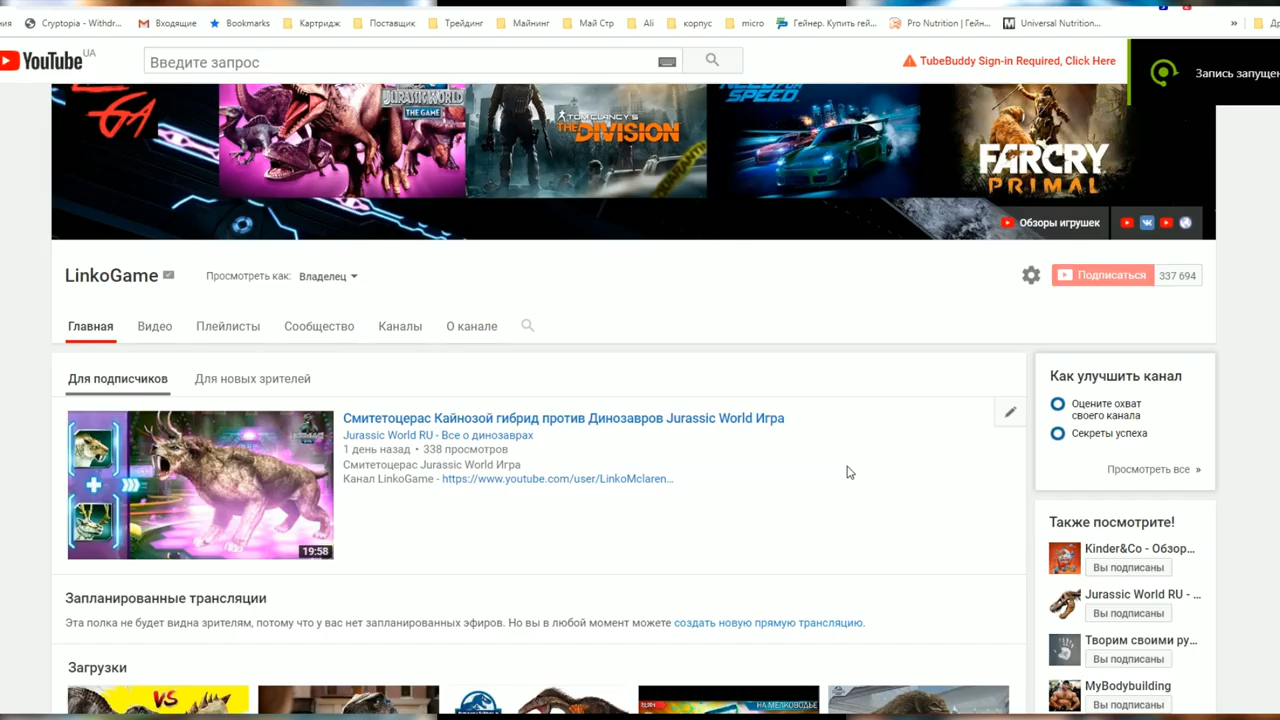 ния
Cryptopia - Withdr...
Входящие
Bookmarks
Картридж
Поставщик
Трейдинг
Майнинг
Май Стр
Ali
корпус
micro
Гейнер. Купить гей...
Pro Nutrition | Гейн...
Universal Nutrition...
»
Др
YouTube UA
Введите запрос
TubeBuddy Sign-in Required, Click Here
Запись запущен
JURASSIC WORLD
THE GAME
TOM CLANCY'S
THE DIVISION
NEED FOR
SPEED
FARCRY
PRIMAL
Обзоры игрушек
LinkoGame
Просмотреть как: Владелец
Подписаться 337 694
Главная
Видео
Плейлисты
Сообщество
Каналы
О канале
Для подписчиков
Для новых зрителей
Смитетоцерас Кайнозой гибрид против Динозавров Jurassic World Игра
Jurassic World RU - Все о динозаврах
1 день назад • 338 просмотров
Смитетоцерас Jurassic World Игра
Канал LinkoGame - https://www.youtube.com/user/LinkoMclaren...
19:58
Запланированные трансляции
Эта полка не будет видна зрителям, потому что у вас нет запланированных эфиров. Но вы в любой момент можете создать новую прямую трансляцию.
Загрузки
VS
НА МЕЛКОВОДЬЕ
Как улучшить канал
Оцените охват
своего канала
Секреты успеха
Просмотреть все »
Также посмотрите!
Kinder&Co - Обзор...
Вы подписаны
Jurassic World RU - ...
Вы подписаны
Творим своими ру...
Вы подписаны
MyBodybuilding
Вы подписаны